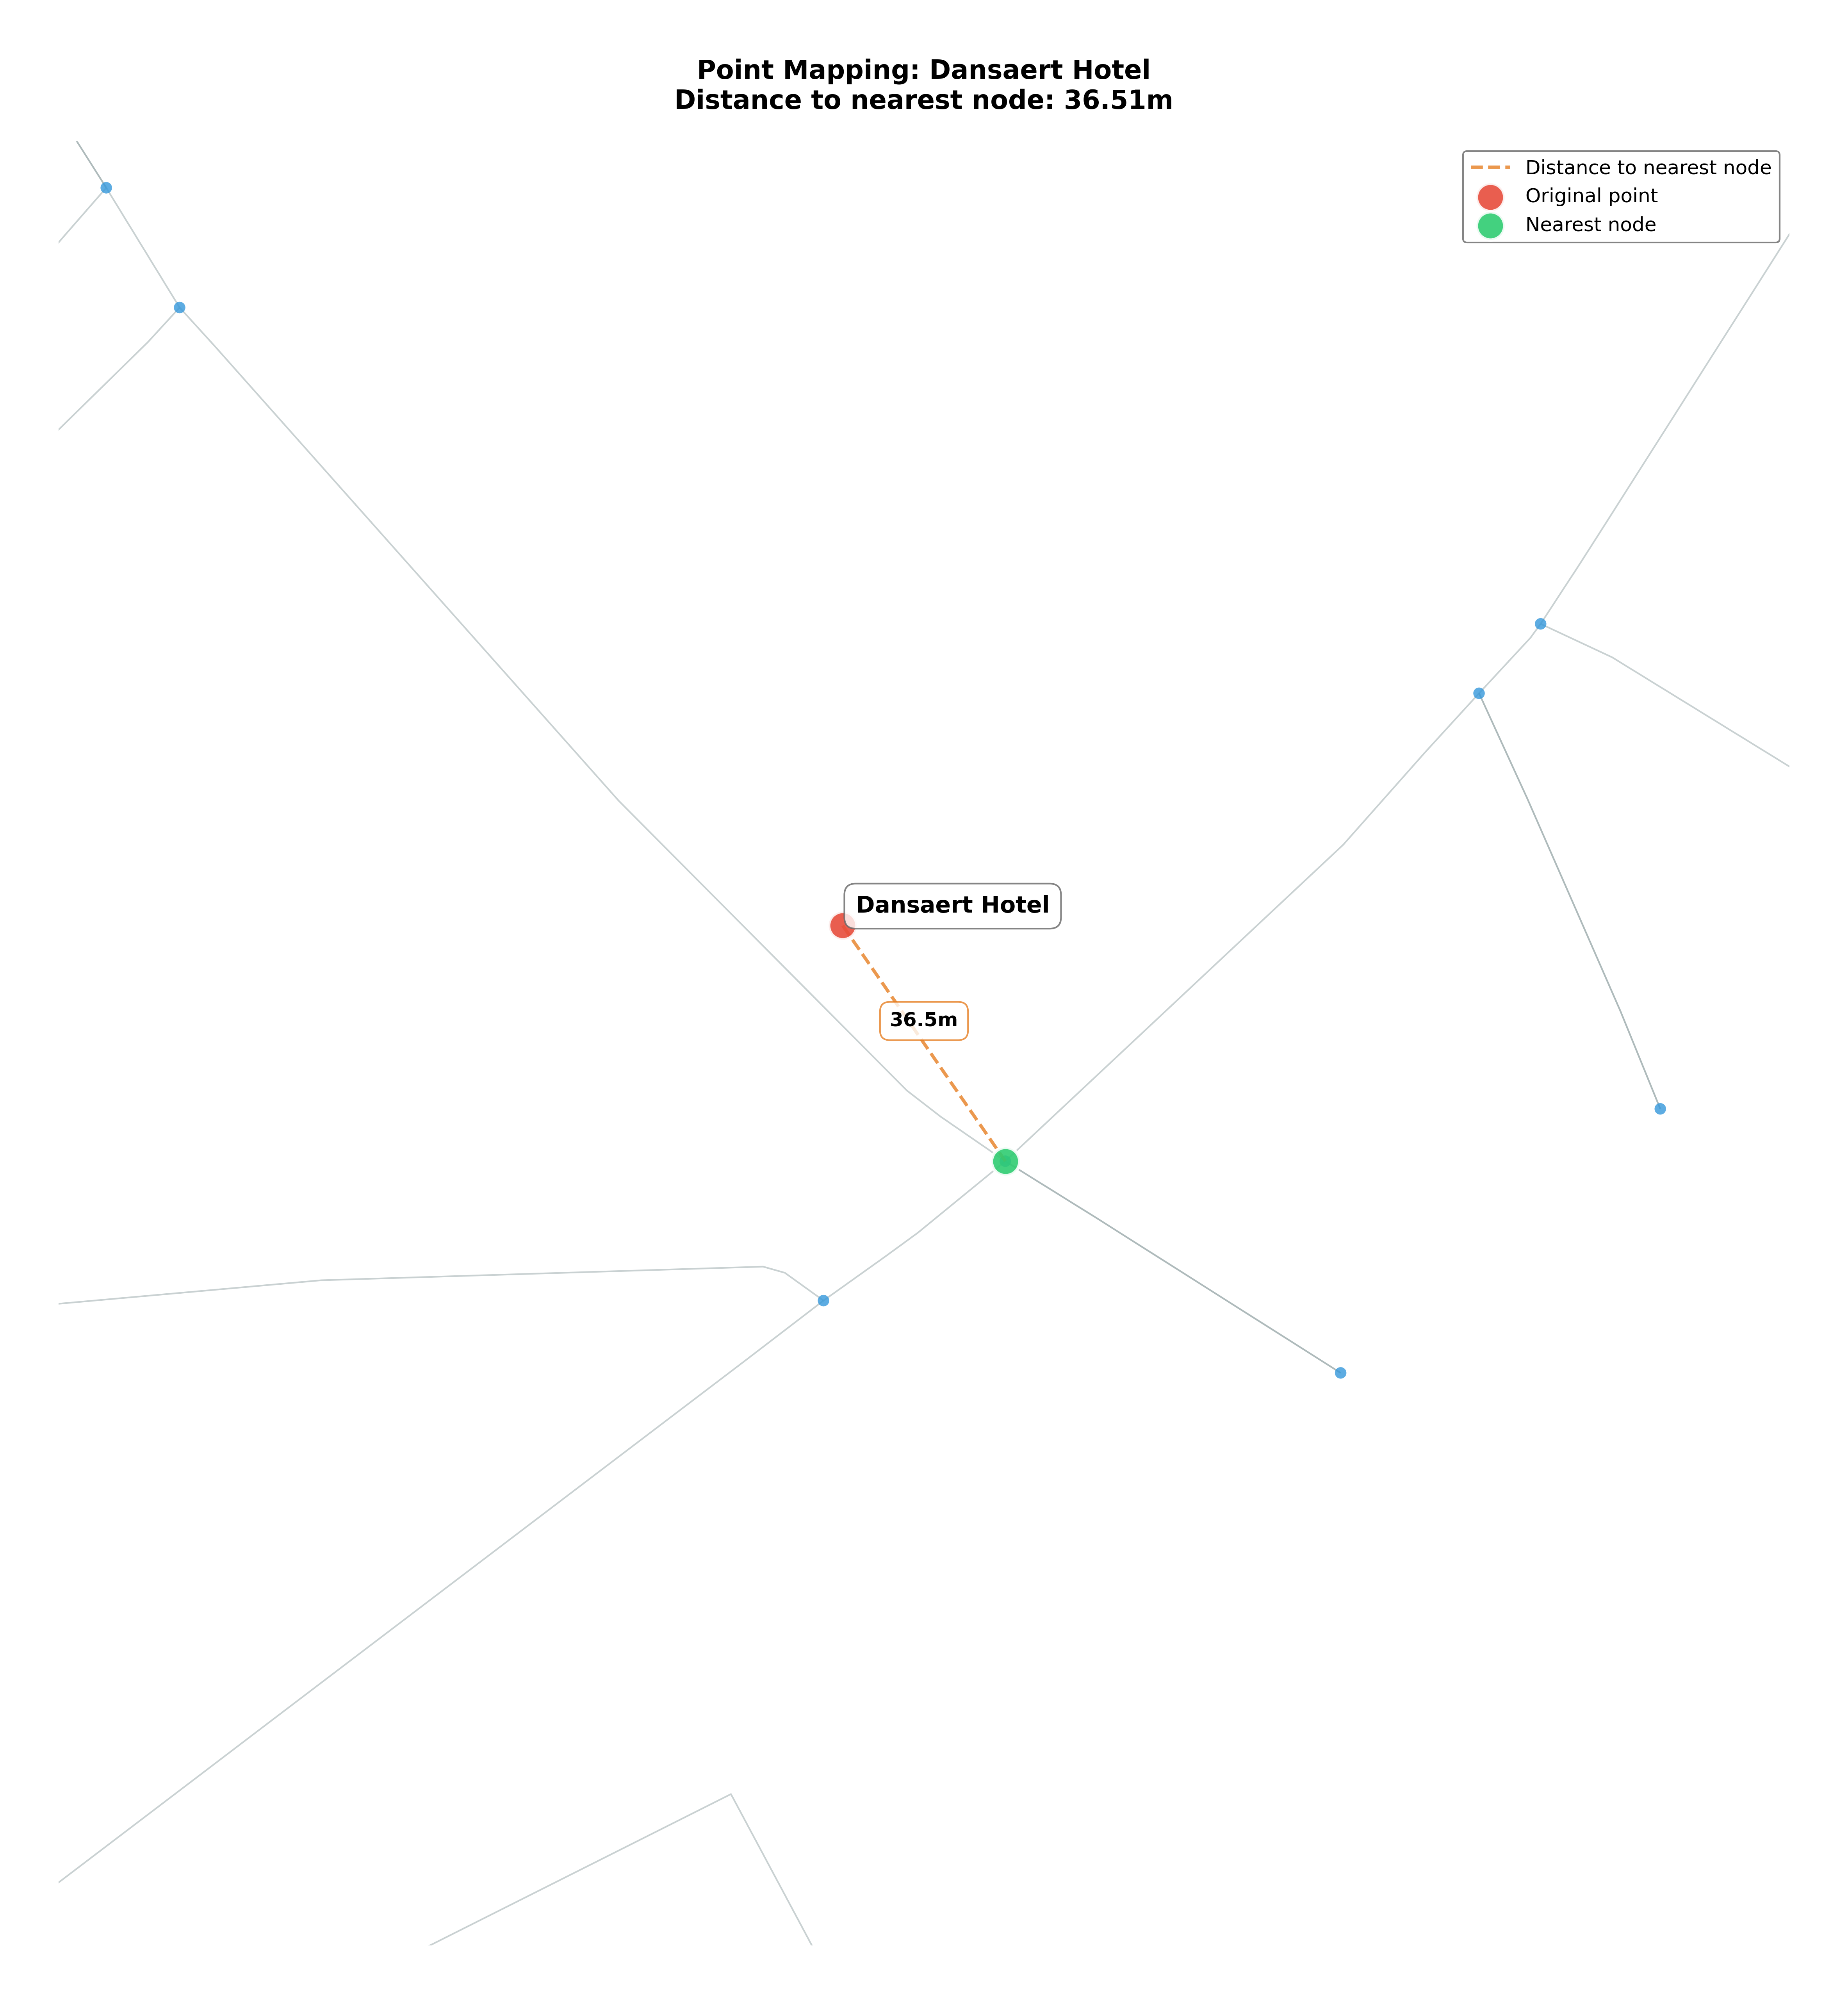 Point Mapping: Dansaert Hotel
Distance to nearest node: 36.51m
Distance to nearest node
Original point
Nearest node
Dansaert Hotel
36.5m